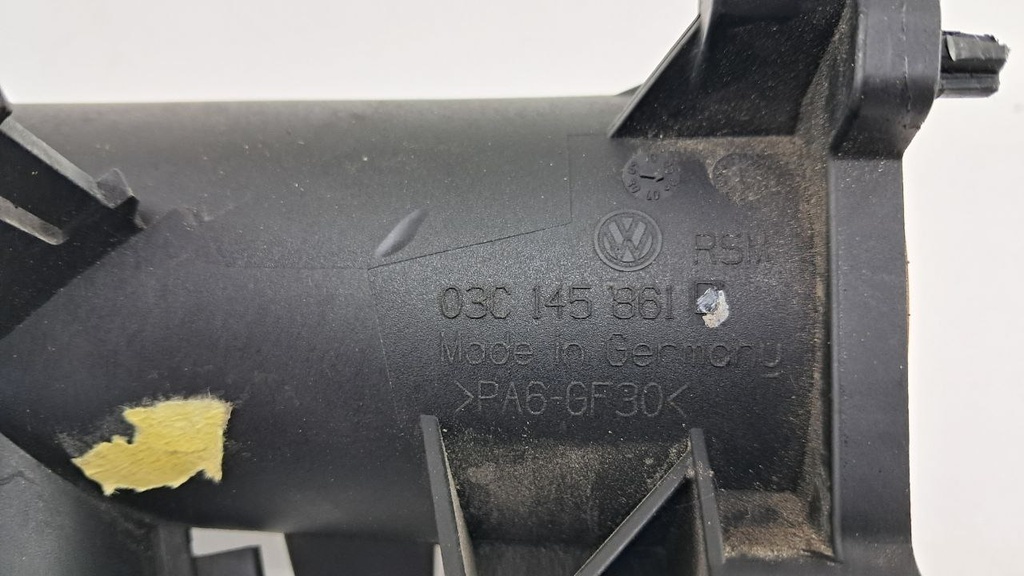 RSM
03C 145 861
Made in Germany
>PA6-GF30<